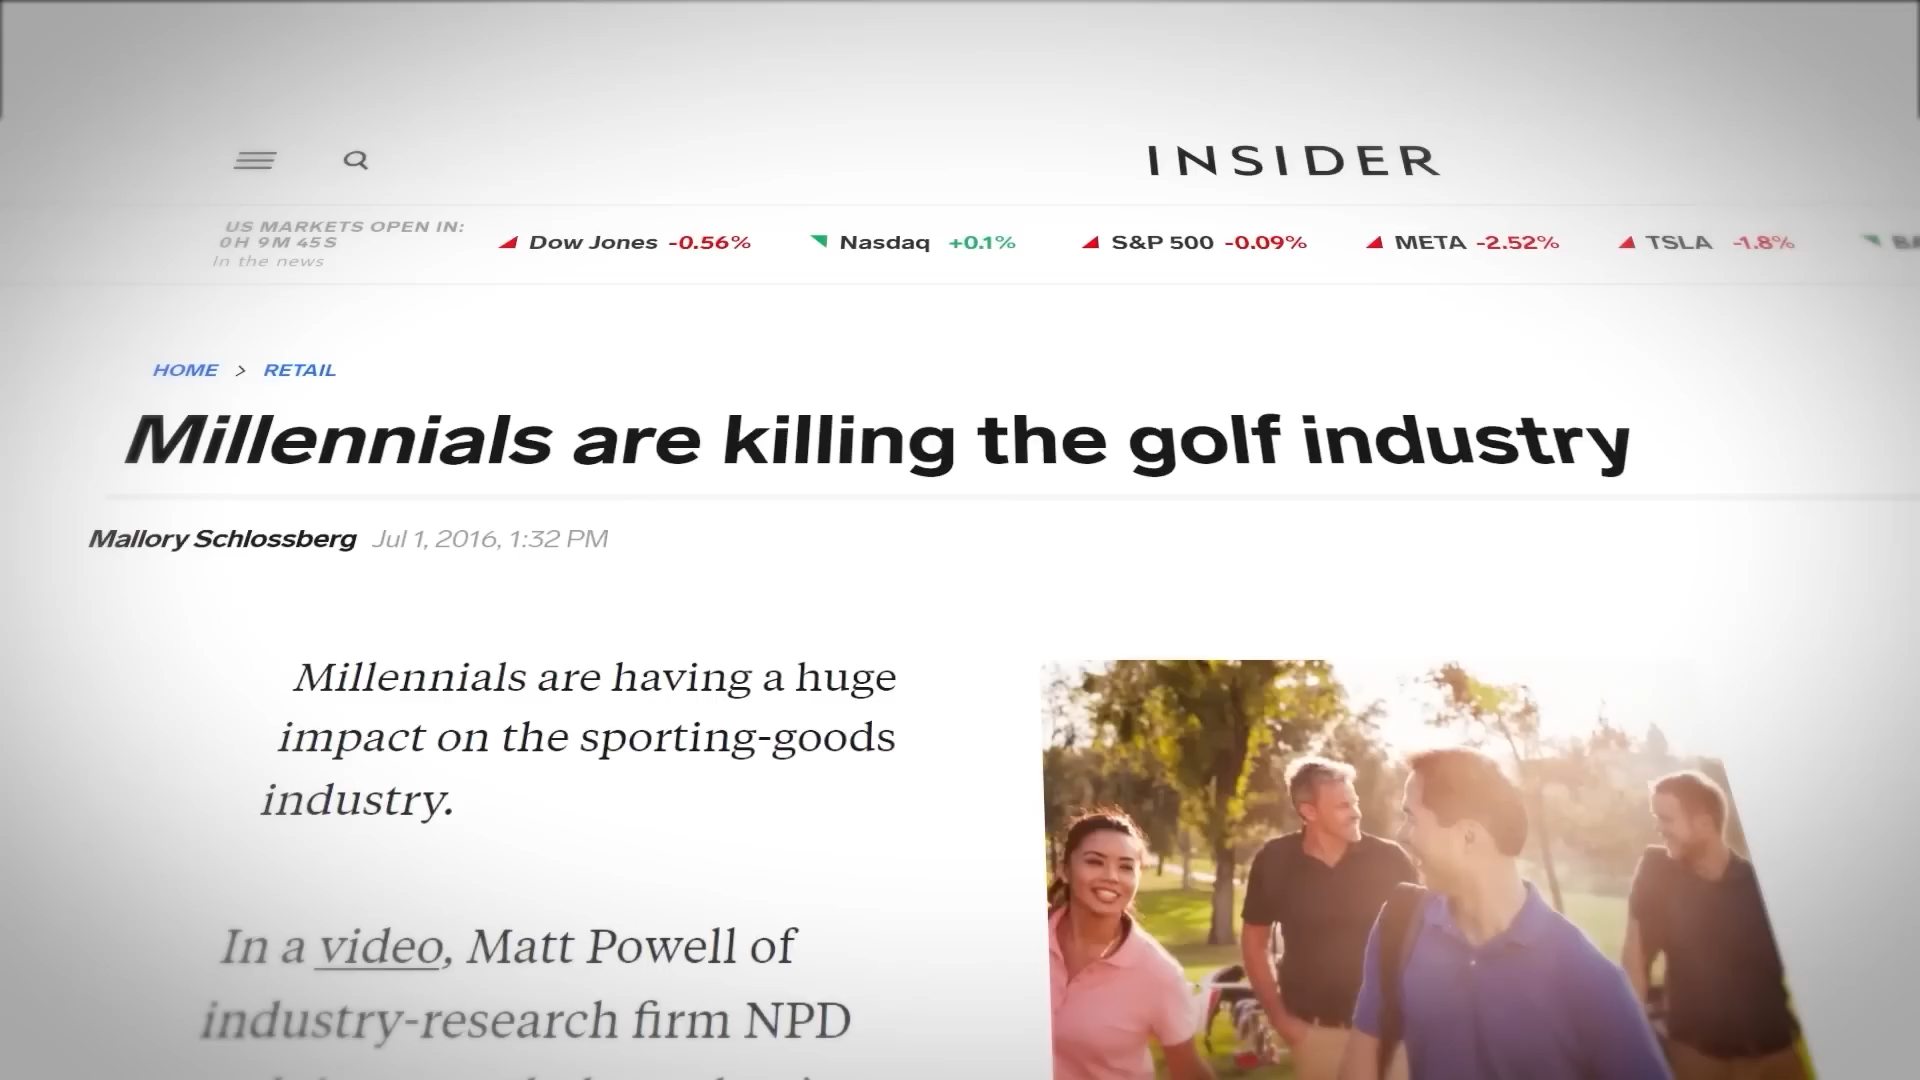 INSIDER
US MARKETS OPEN IN:
0H 9M 45S
In the news
Dow Jones -0.56% Nasdaq +0.1% S&P 500 -0.09% META -2.52% TSLA -1.8%
HOME > RETAIL
Millennials are killing the golf industry
Mallory Schlossberg Jul 1, 2016, 1:32 PM
Millennials are having a huge
impact on the sporting-goods
industry.
In a video, Matt Powell of
industry-research firm NPD